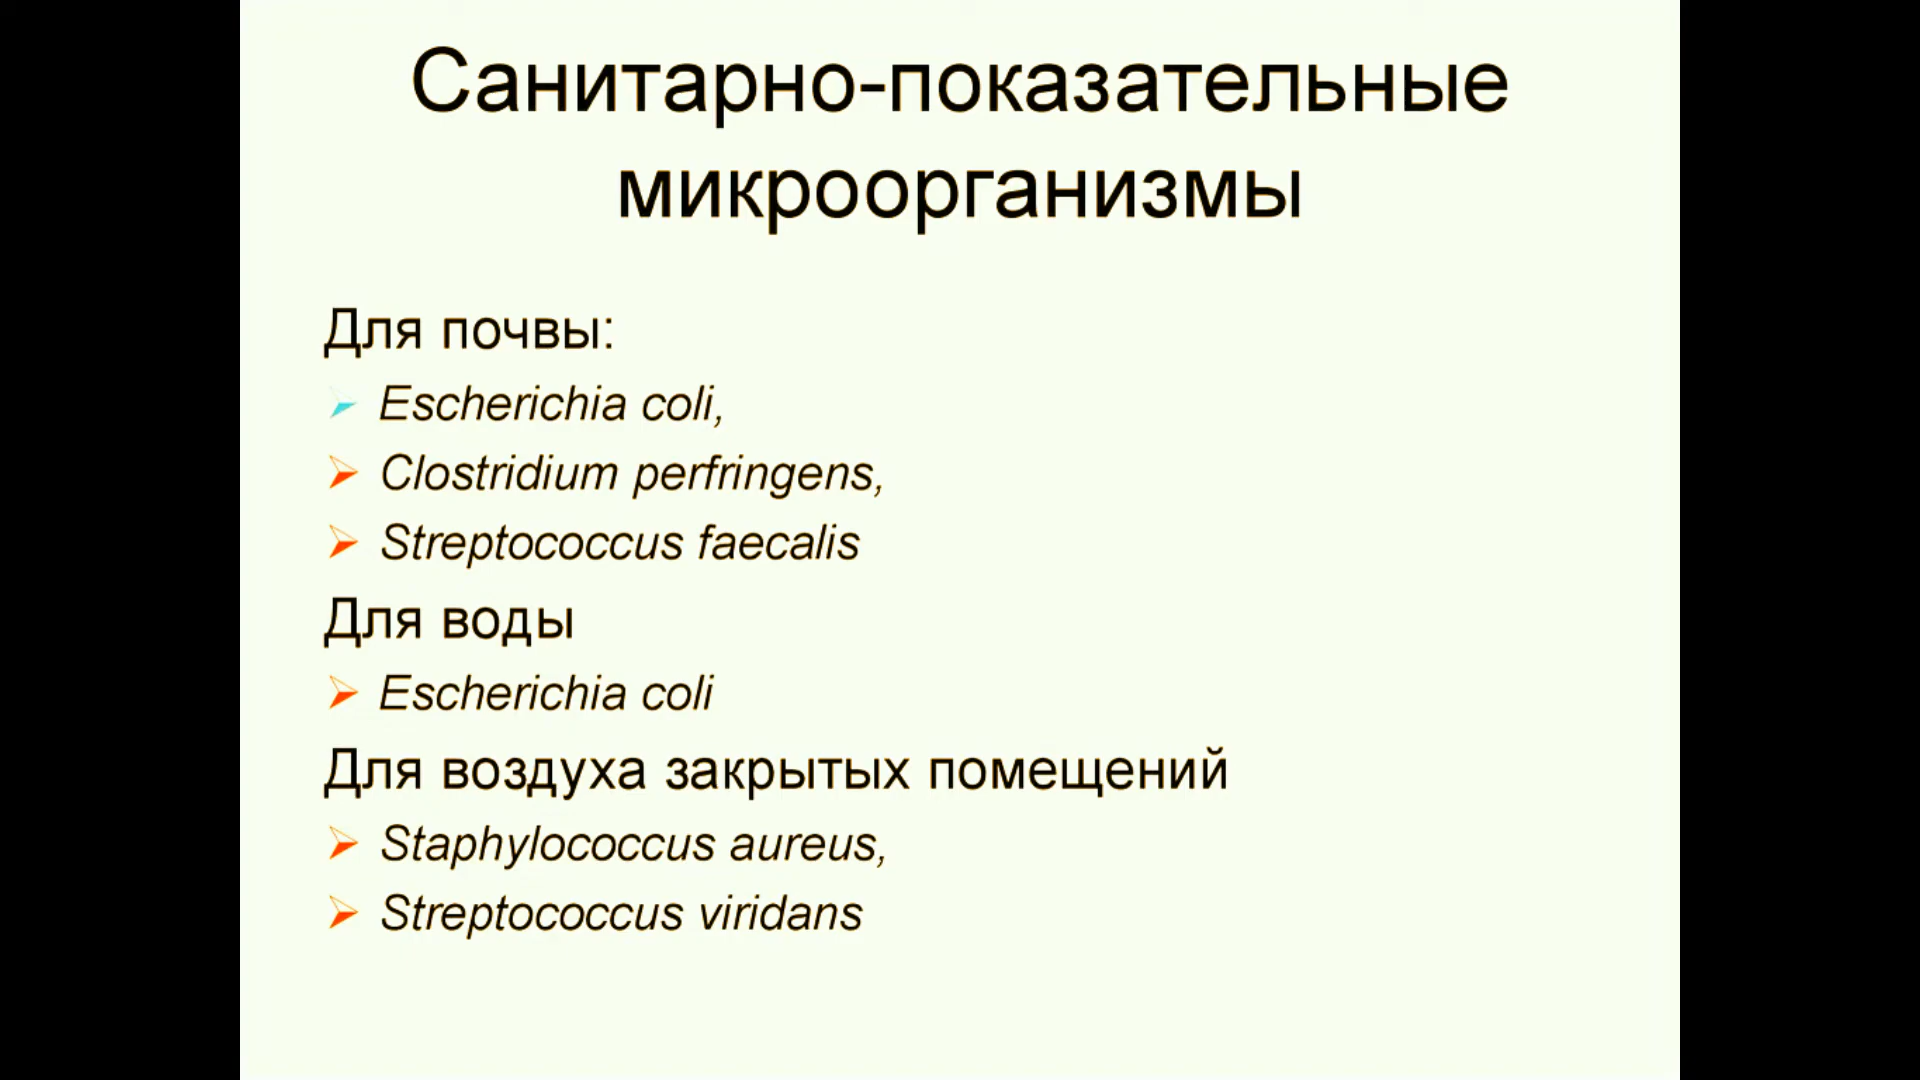 Санитарно-показательные
микроорганизмы
Для почвы:
Escherichia coli,
Clostridium perfringens,
Streptococcus faecalis
Для воды
Escherichia coli
Для воздуха закрытых помещений
Staphylococcus aureus,
Streptococcus viridans